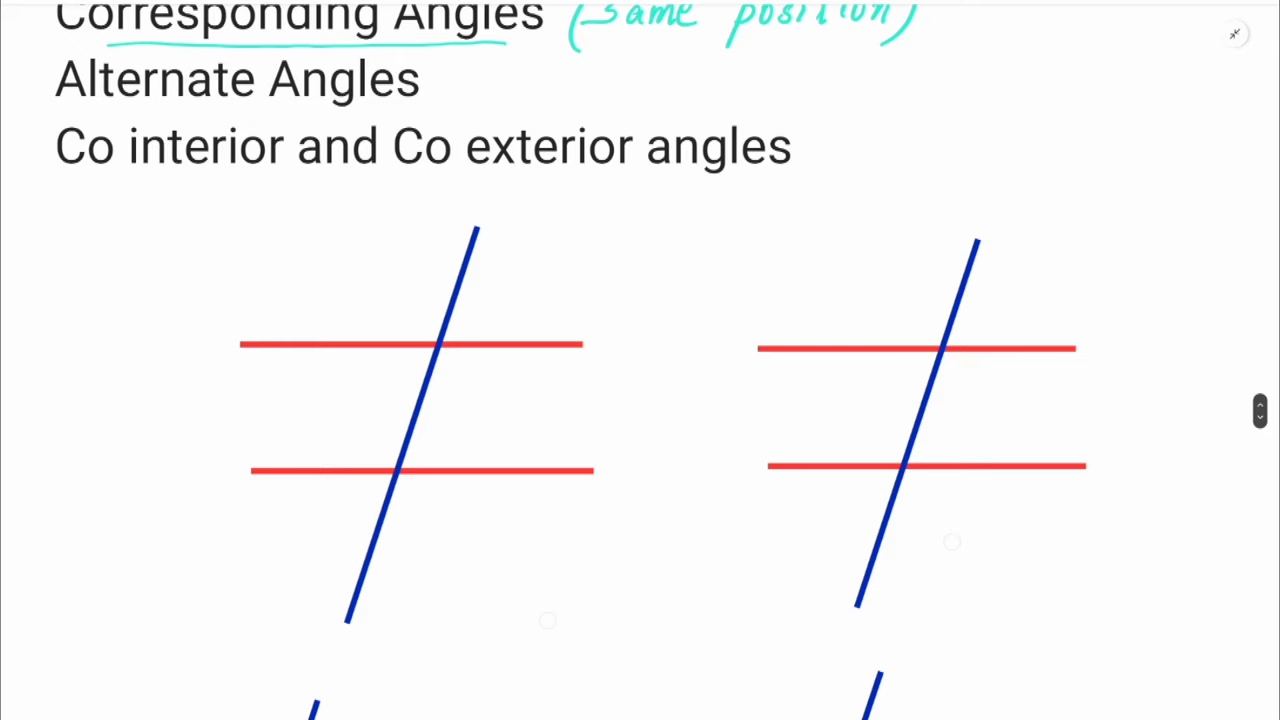 Corresponding Angles (Same position)
Alternate Angles
Co interior and Co exterior angles